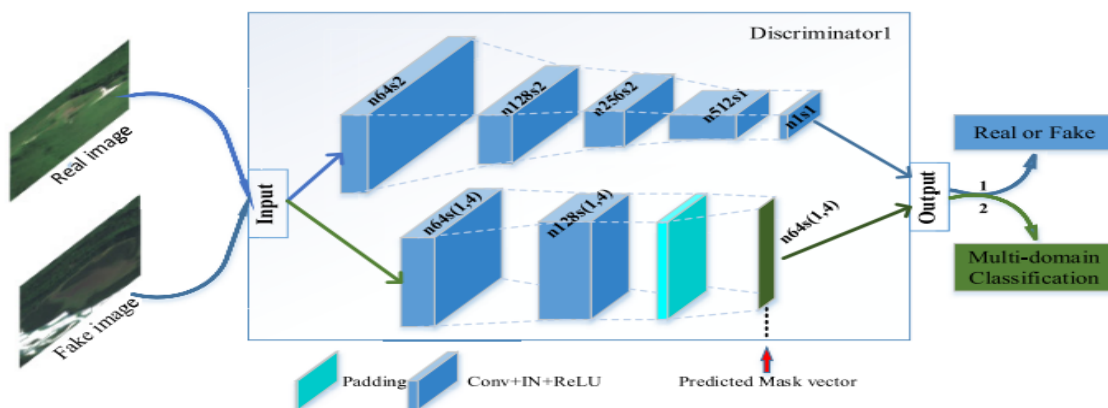 Discriminator1
n64s2
n128s2
n256s2
n512s1
n1s1
Real image
Real or Fake
Input
Output
1
2
n64s(1,4)
n128s(1,4)
n64s(1,4)
Multi-domain
Classification
Fake image
Padding
Conv+IN+ReLU
Predicted Mask vector